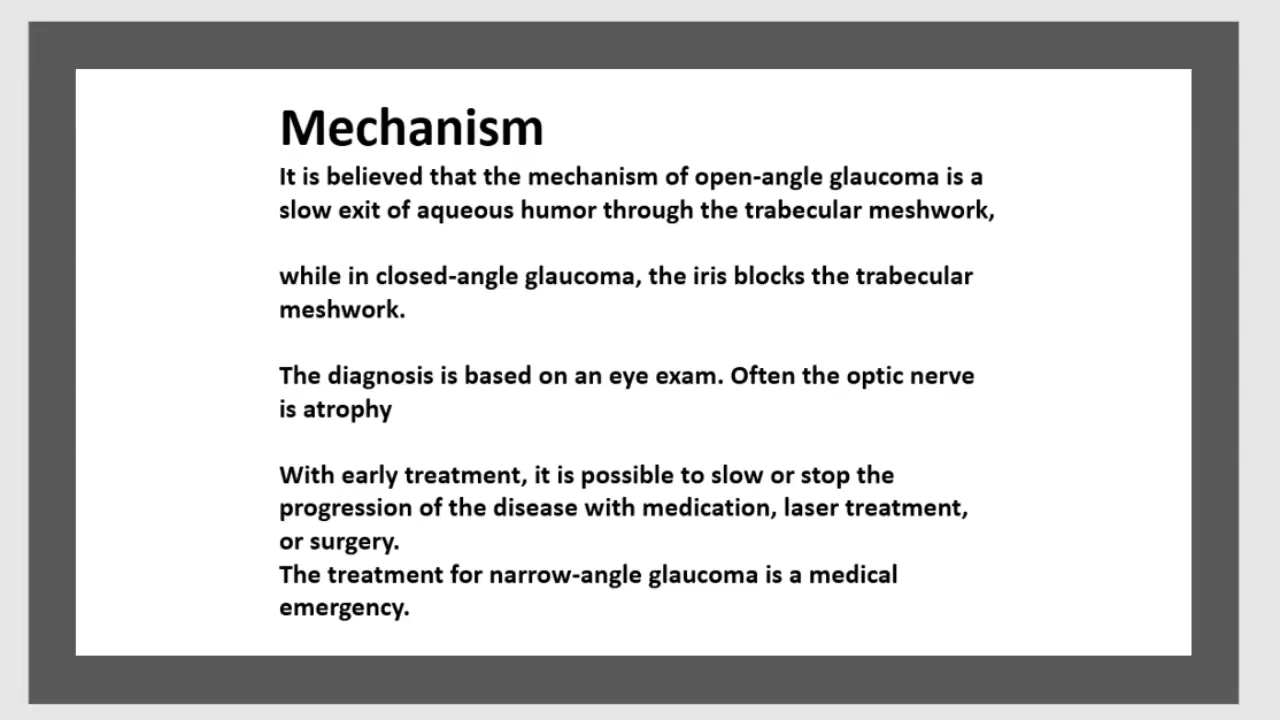 Mechanism
It is believed that the mechanism of open-angle glaucoma is a
slow exit of aqueous humor through the trabecular meshwork,
while in closed-angle glaucoma, the iris blocks the trabecular
meshwork.
The diagnosis is based on an eye exam. Often the optic nerve
is atrophy
With early treatment, it is possible to slow or stop the
progression of the disease with medication, laser treatment,
or surgery.
The treatment for narrow-angle glaucoma is a medical
emergency.